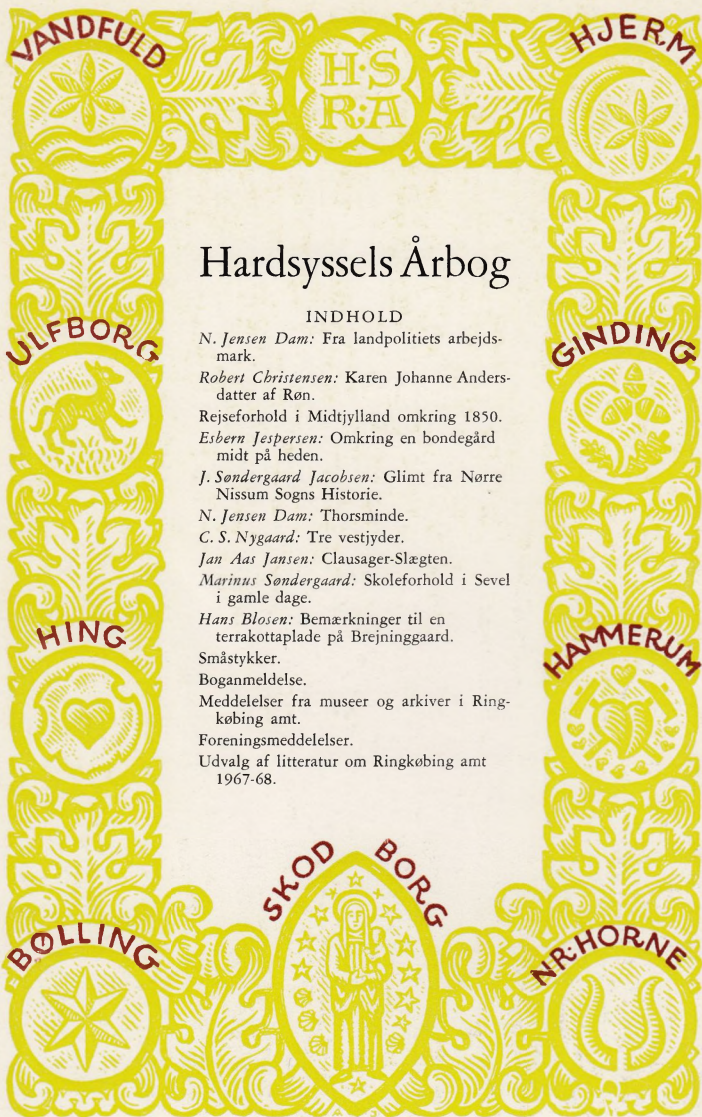 VANDFULD
H·S
R·A
HJERM
Hardsyssels Årbog
INDHOLD
N. Jensen Dam: Fra landpolitiets arbejds-
mark.
Robert Christensen: Karen Johanne Anders-
datter af Røn.
Rejseforhold i Midtjylland omkring 1850.
Esbern Jespersen: Omkring en bondegård
midt på heden.
J. Søndergaard Jacobsen: Glimt fra Nørre
Nissum Sogns Historie.
N. Jensen Dam: Thorsminde.
C. S. Nygaard: Tre vestjyder.
Jan Aas Jansen: Clausager-Slægten.
Marinus Søndergaard: Skoleforhold i Sevel
i gamle dage.
Hans Blosen: Bemærkninger til en
terrakottaplade på Brejninggaard.
Småstykker.
Boganmeldelse.
Meddelelser fra museer og arkiver i Ring-
købing amt.
Foreningsmeddelelser.
Udvalg af litteratur om Ringkøbing amt
1967-68.
ULFBORG
GINDING
HING
HAMMERUM
SKOD BORG
BØLLING
NR·HORNE